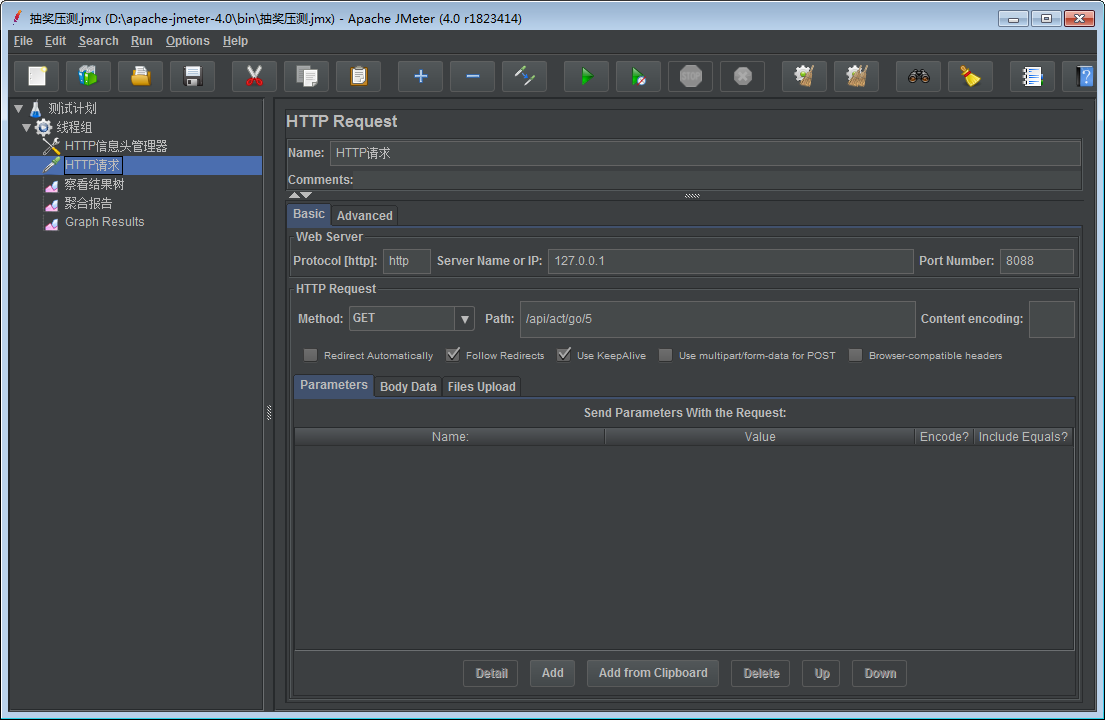 抽奖压测.jmx (D:\apache-jmeter-4.0\bin\抽奖压测.jmx) - Apache JMeter (4.0 r1823414)
File Edit Search Run Options Help
STOP
测试计划
线程组
HTTP信息头管理器
HTTP请求
察看结果树
聚合报告
Graph Results
HTTP Request
Name: HTTP请求
Comments:
Basic Advanced
Web Server
Protocol [http]: http Server Name or IP: 127.0.0.1 Port Number: 8088
HTTP Request
Method: GET Path: /api/act/go/5 Content encoding:
Redirect Automatically Follow Redirects Use KeepAlive Use multipart/form-data for POST Browser-compatible headers
Parameters Body Data Files Upload
Send Parameters With the Request:
Name: Value Encode? Include Equals?
Detail Add Add from Clipboard Delete Up Down